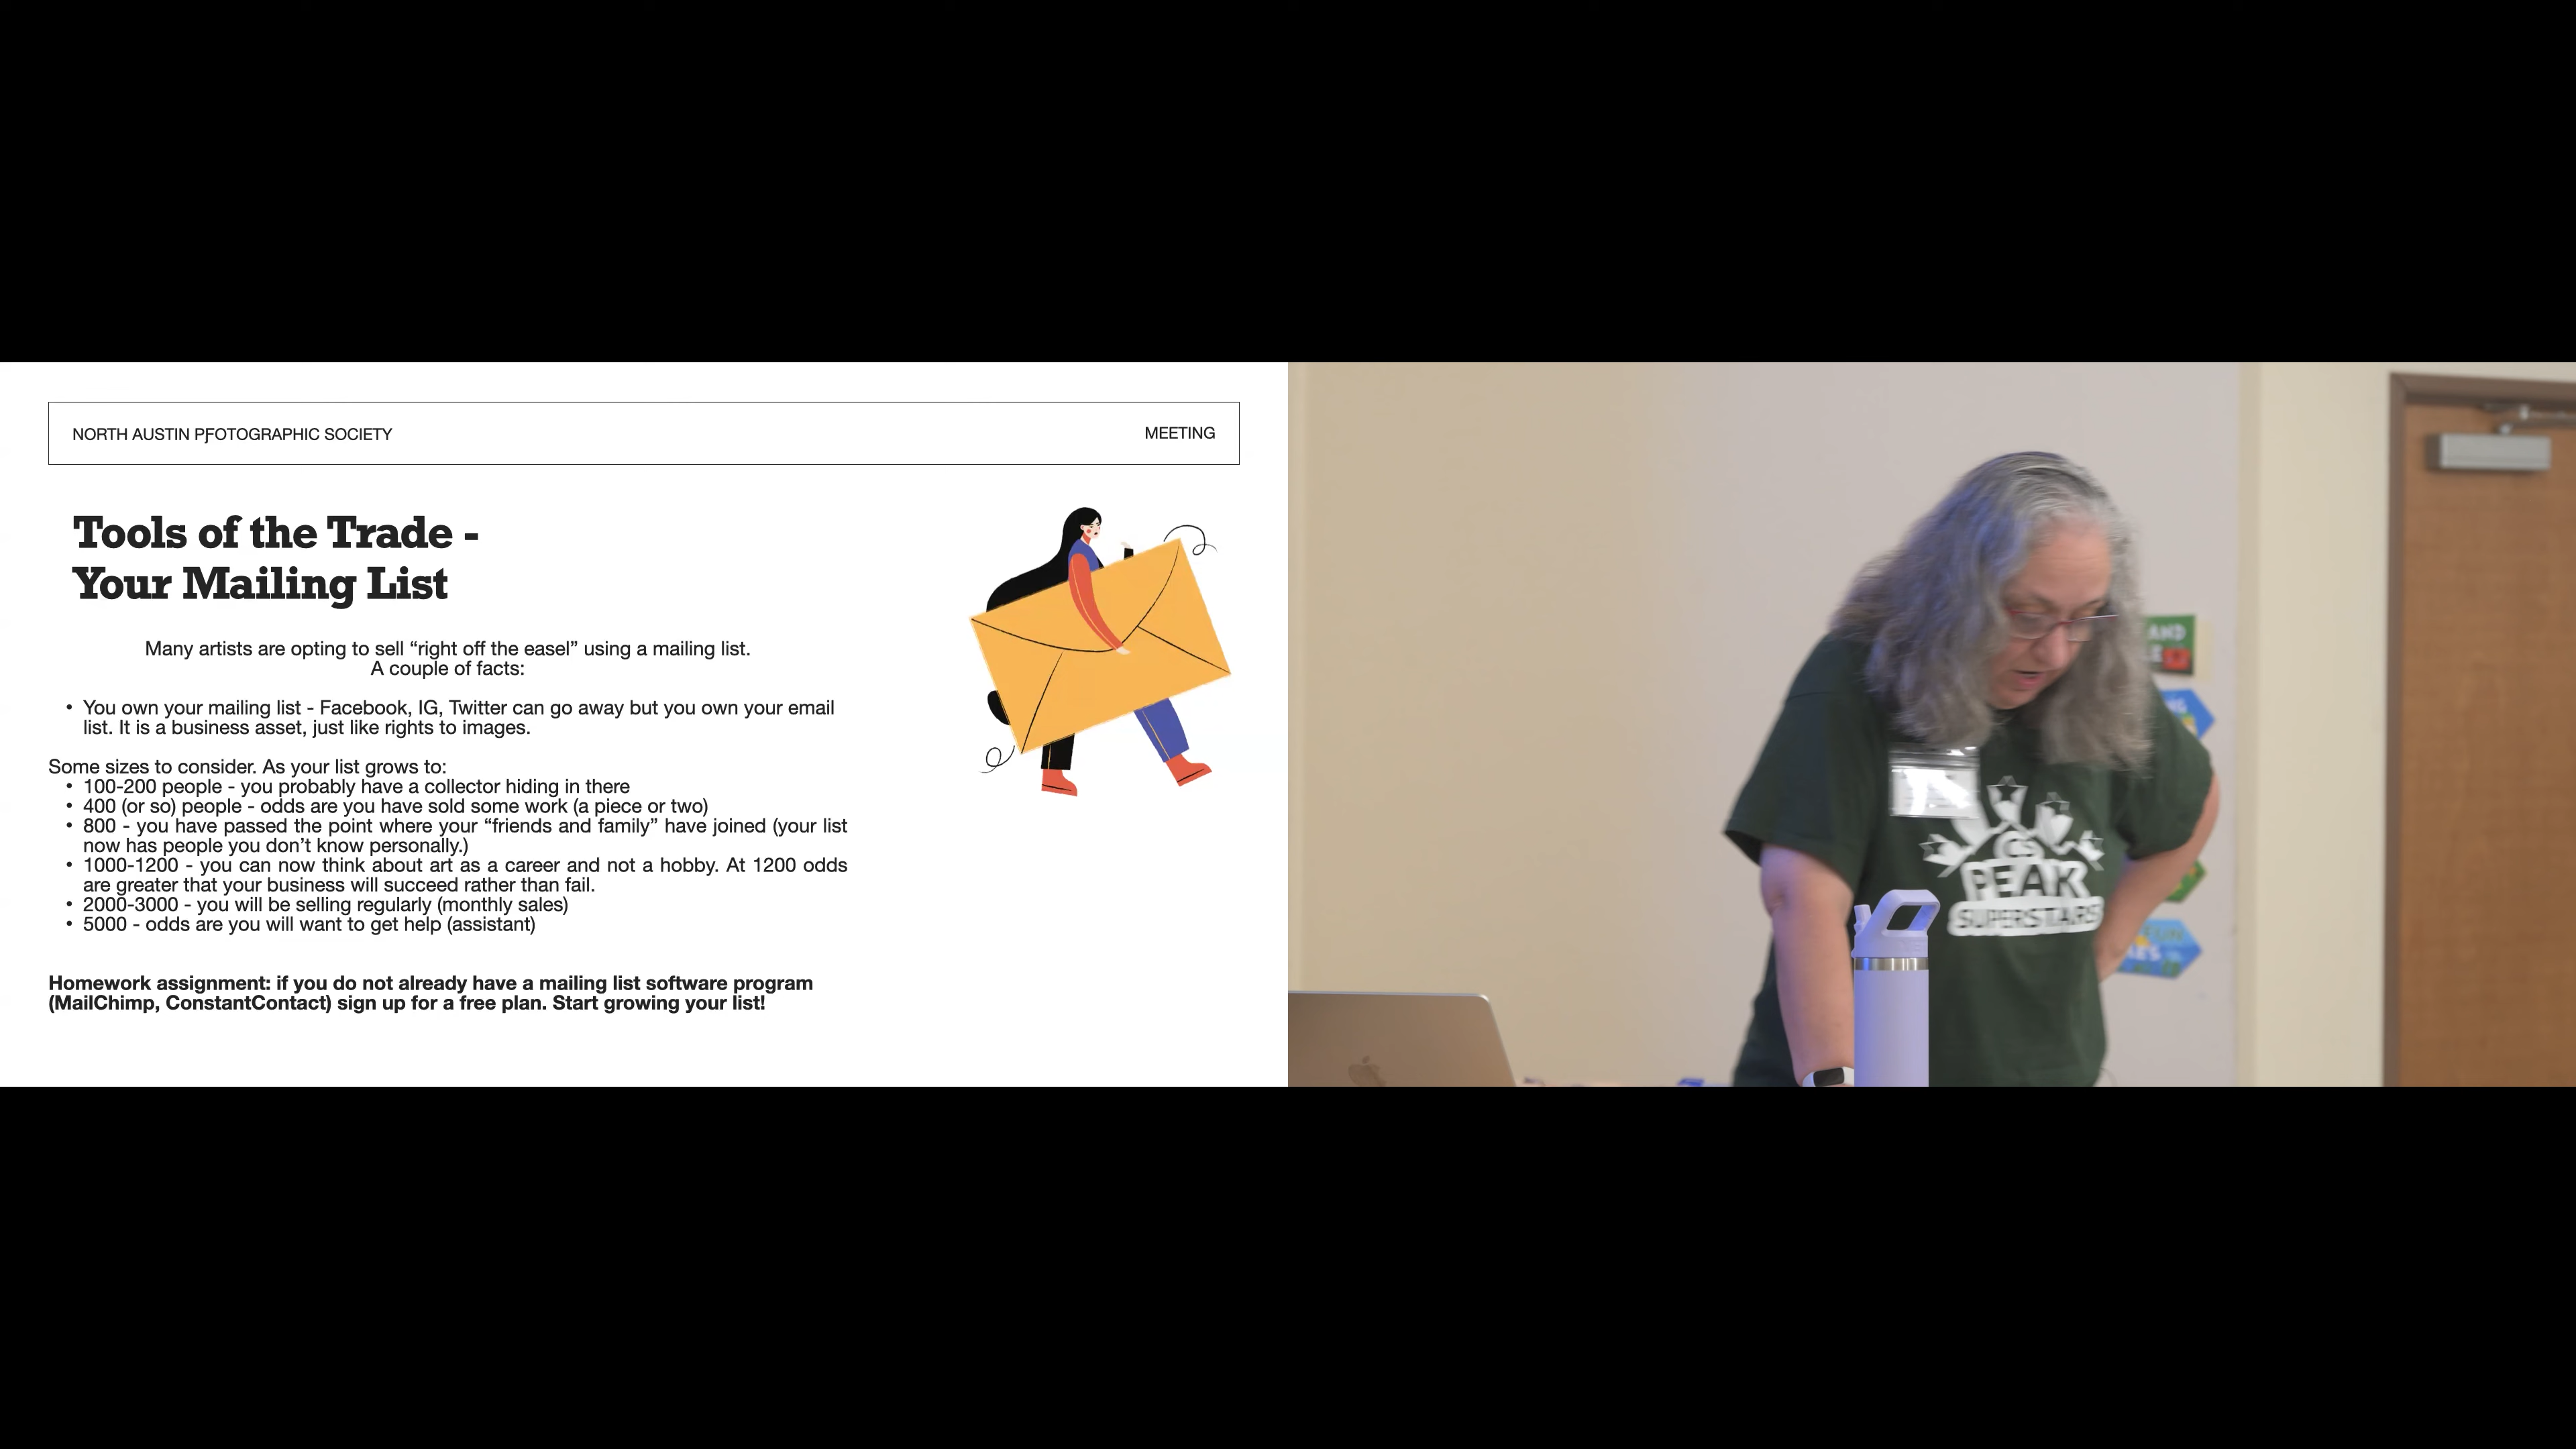 NORTH AUSTIN PFOTOGRAPHIC SOCIETY
MEETING
Tools of the Trade -
Your Mailing List
Many artists are opting to sell “right off the easel” using a mailing list.
A couple of facts:
• You own your mailing list - Facebook, IG, Twitter can go away but you own your email
list. It is a business asset, just like rights to images.
Some sizes to consider. As your list grows to:
• 100-200 people - you probably have a collector hiding in there
• 400 (or so) people - odds are you have sold some work (a piece or two)
• 800 - you have passed the point where your “friends and family” have joined (your list
now has people you don’t know personally.)
• 1000-1200 - you can now think about art as a career and not a hobby. At 1200 odds
are greater that your business will succeed rather than fail.
• 2000-3000 - you will be selling regularly (monthly sales)
• 5000 - odds are you will want to get help (assistant)
Homework assignment: if you do not already have a mailing list software program
(MailChimp, ConstantContact) sign up for a free plan. Start growing your list!
AND
CS
PEAK
SUPERSTARS
FUN